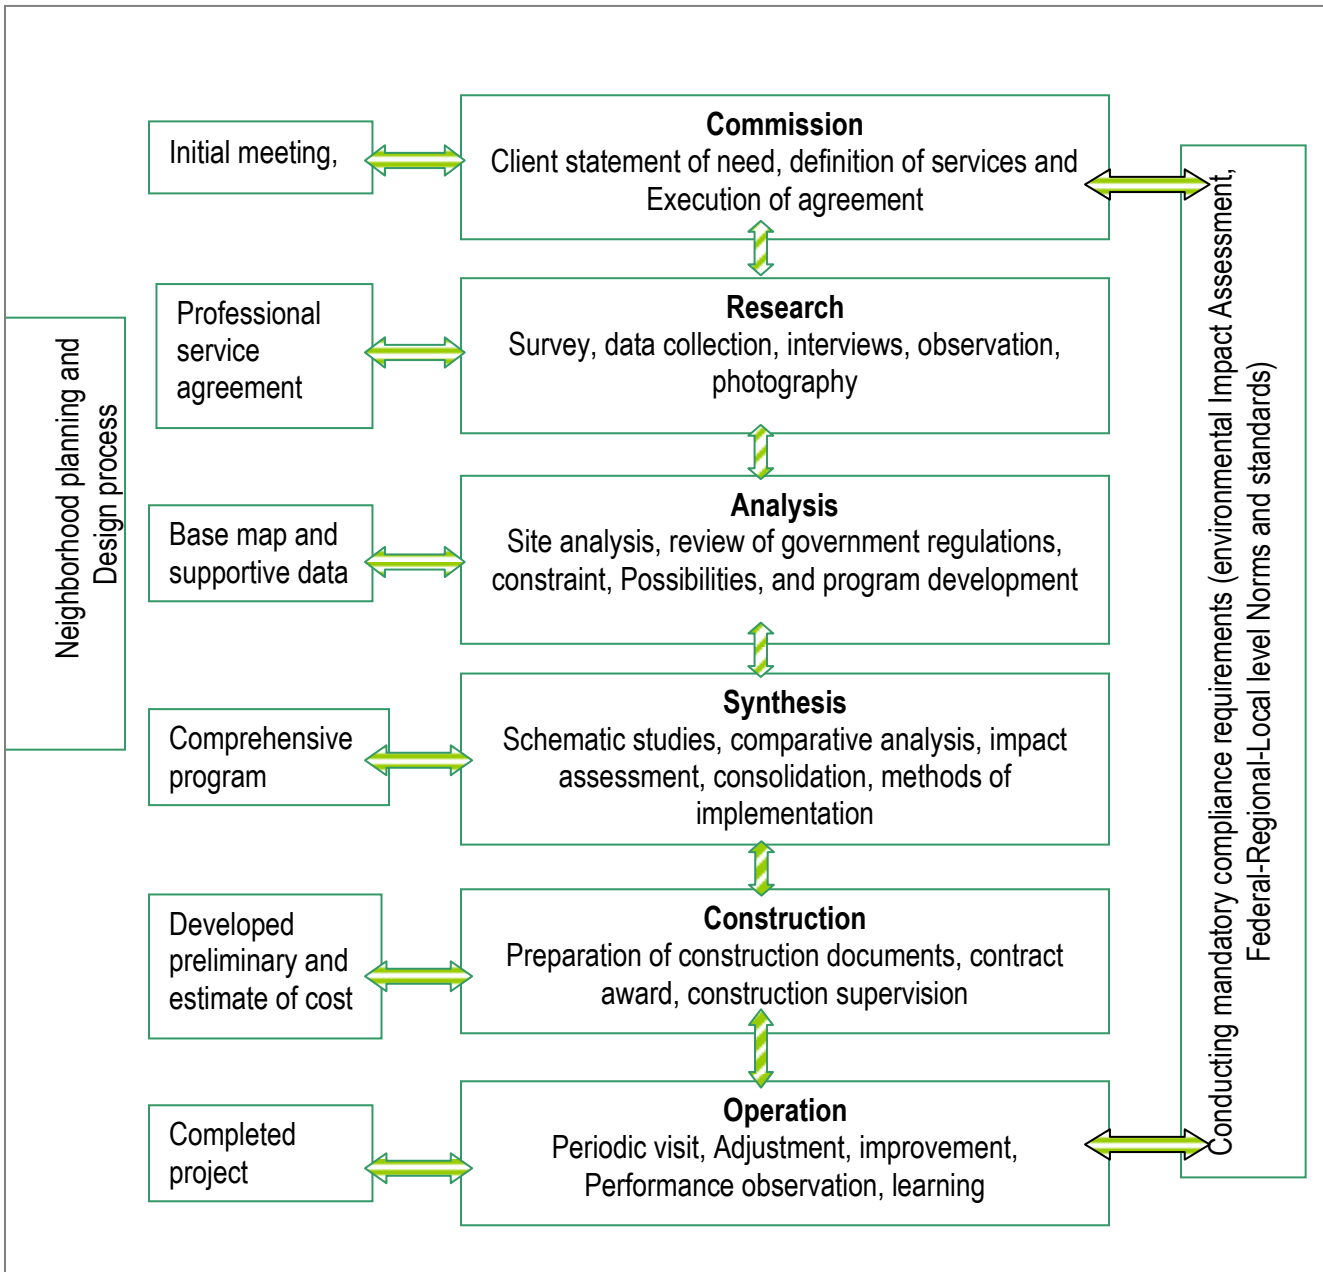 Neighborhood planning and
Design process
Initial meeting,
Commission
Client statement of need, definition of services and
Execution of agreement
Professional
service
agreement
Research
Survey, data collection, interviews, observation,
photography
Base map and
supportive data
Analysis
Site analysis, review of government regulations,
constraint, Possibilities, and program development
Comprehensive
program
Synthesis
Schematic studies, comparative analysis, impact
assessment, consolidation, methods of
implementation
Developed
preliminary and
estimate of cost
Construction
Preparation of construction documents, contract
award, construction supervision
Completed
project
Operation
Periodic visit, Adjustment, improvement,
Performance observation, learning
Conducting mandatory compliance requirements (environmental Impact Assessment,
Federal-Regional-Local level Norms and standards)